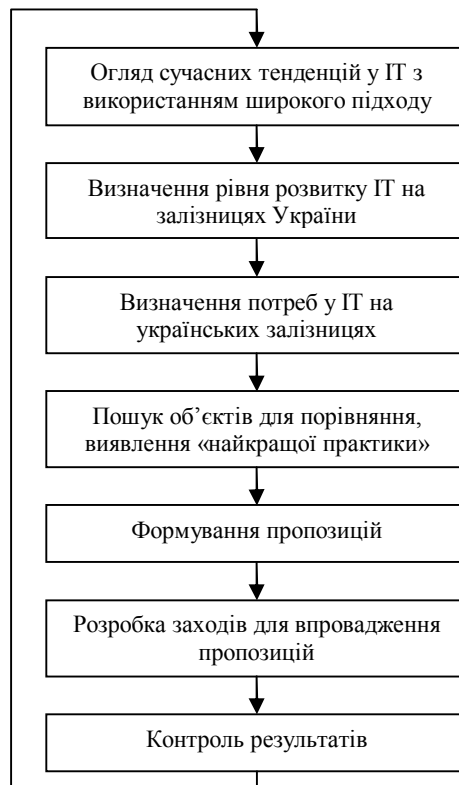 Огляд сучасних тенденцій у ІТ з
використанням широкого підходу
Визначення рівня розвитку ІТ на
залізницях України
Визначення потреб у ІТ на
українських залізницях
Пошук об’єктів для порівняння,
виявлення «найкращої практики»
Формування пропозицій
Розробка заходів для впровадження
пропозицій
Контроль результатів